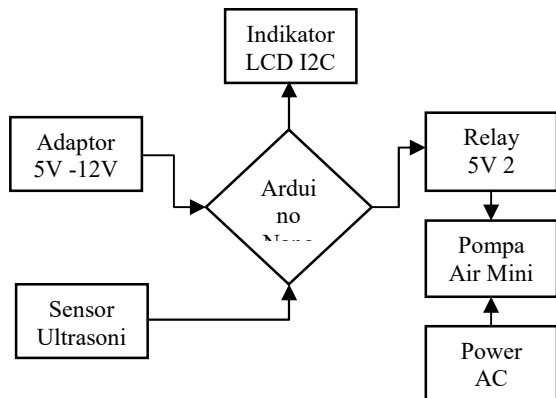 Indikator
LCD I2C
Adaptor
5V -12V
Ardui
no
Relay
5V 2
Pompa
Air Mini
Sensor
Ultrasoni
Power
AC